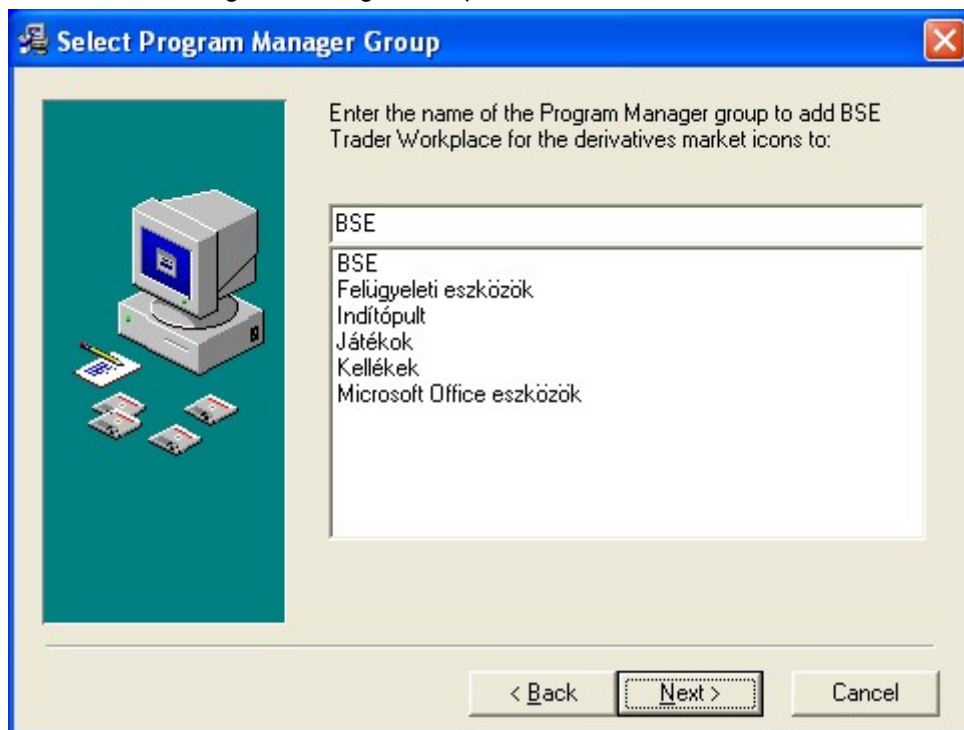 Select Program Manager Group
Enter the name of the Program Manager group to add BSE
Trader Workplace for the derivatives market icons to:
BSE
BSE
Felügyeleti eszközök
Indítópult
Játékok
Kellékek
Microsoft Office eszközök
< Back
Next >
Cancel